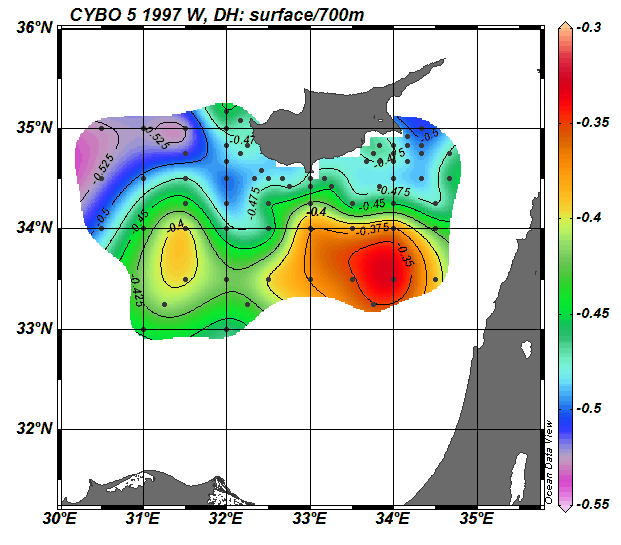 CYBO 5 1997 W, DH: surface/700m
36°N
35°N
34°N
33°N
32°N
30°E
31°E
32°E
33°E
34°E
35°E
-0.525
-0.525
-0.5
-0.45
-0.4
-0.425
-0.47
-0.475
-0.475
-0.475
-0.5
-0.45
-0.4
-0.375
-0.35
-0.3
-0.35
-0.4
-0.45
-0.5
-0.55
Ocean Data View